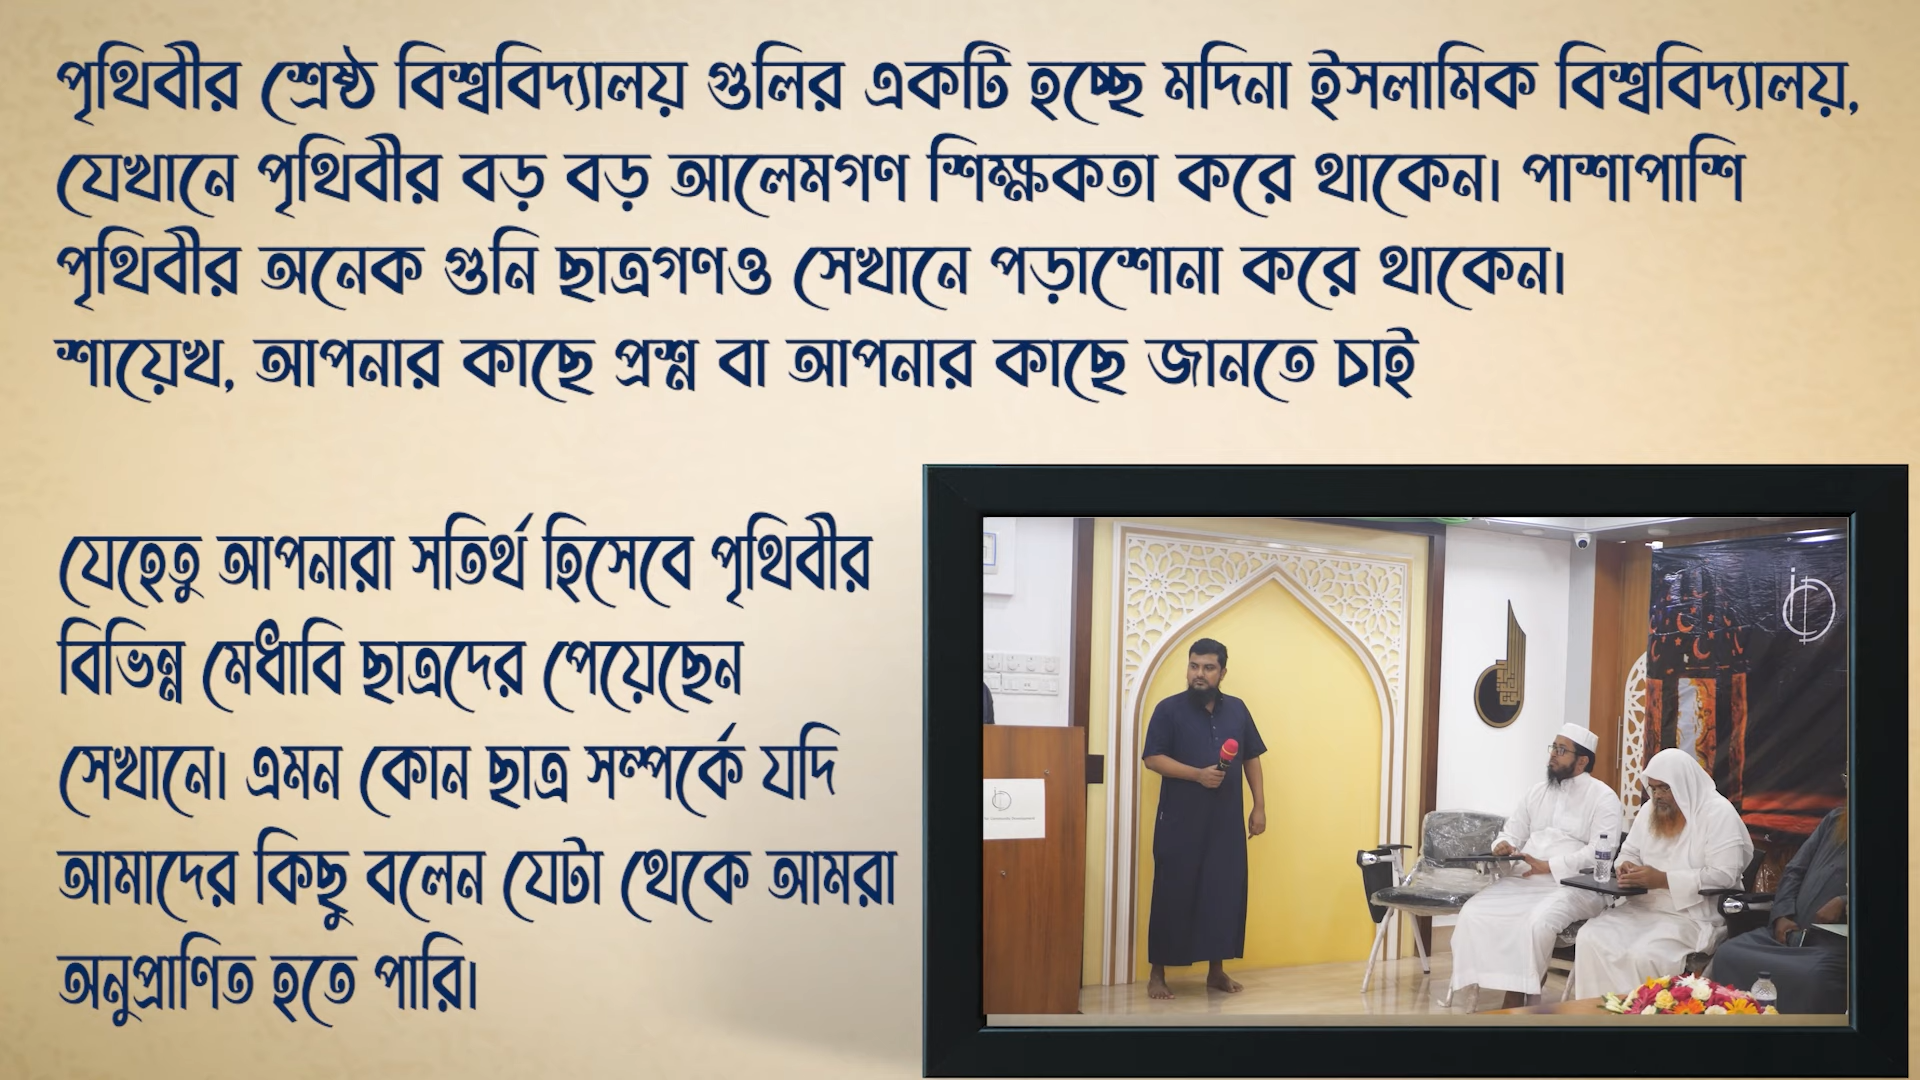 পৃথিবীর শ্রেষ্ঠ বিশ্ববিদ্যালয় গুলির একটি হচ্ছে মদিনা ইসলামিক বিশ্ববিদ্যালয়,
যেখানে পৃথিবীর বড় বড় আলেমগণ শিক্ষকতা করে থাকেন। পাশাপাশি
পৃথিবীর অনেক গুনি ছাত্রগণও সেখানে পড়াশোনা করে থাকেন।
শায়েখ, আপনার কাছে প্রশ্ন বা আপনার কাছে জানতে চাই
যেহেতু আপনারা সতির্থ হিসেবে পৃথিবীর
বিভিন্ন মেধাবি ছাত্রদের পেয়েছেন
সেখানে। এমন কোন ছাত্র সম্পর্কে যদি
আমাদের কিছু বলেন যেটা থেকে আমরা
অনুপ্রাণিত হতে পারি।